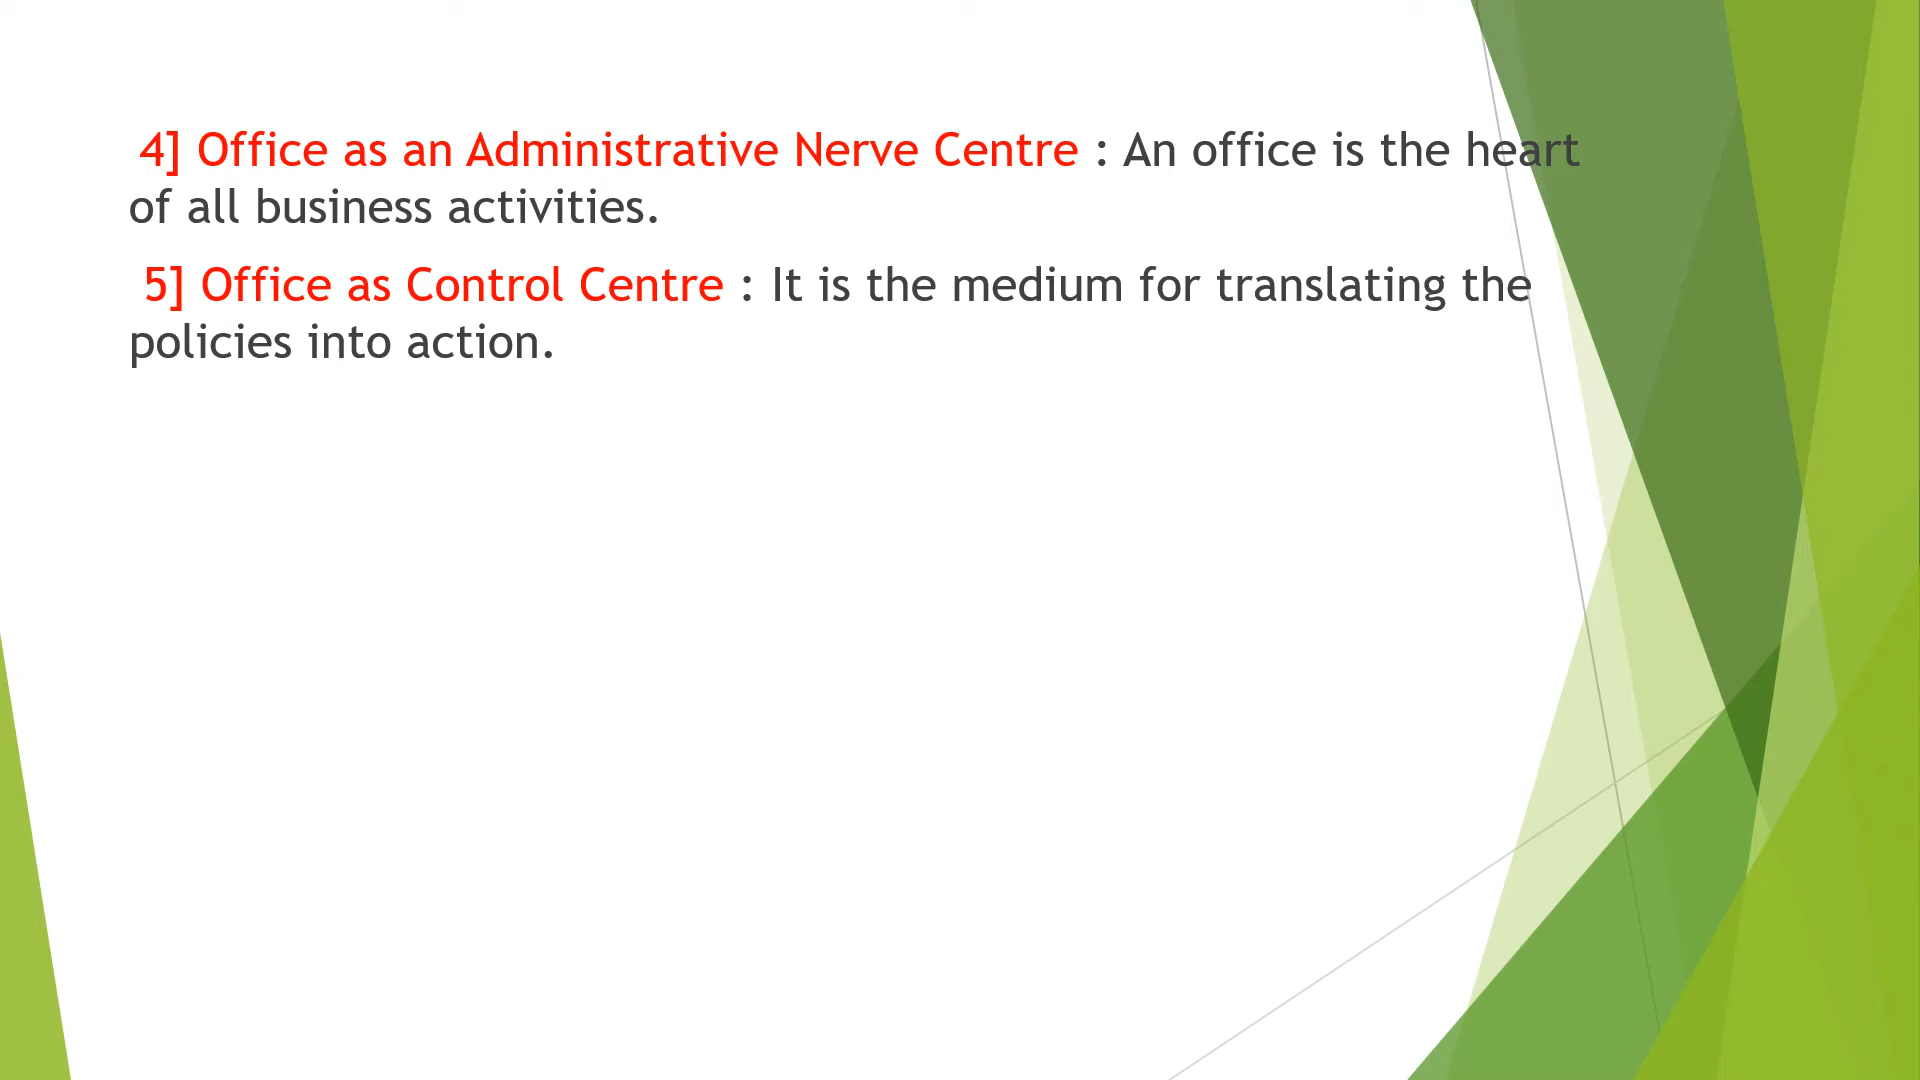 4] Office as an Administrative Nerve Centre : An office is the heart
of all business activities.
5] Office as Control Centre : It is the medium for translating the
policies into action.